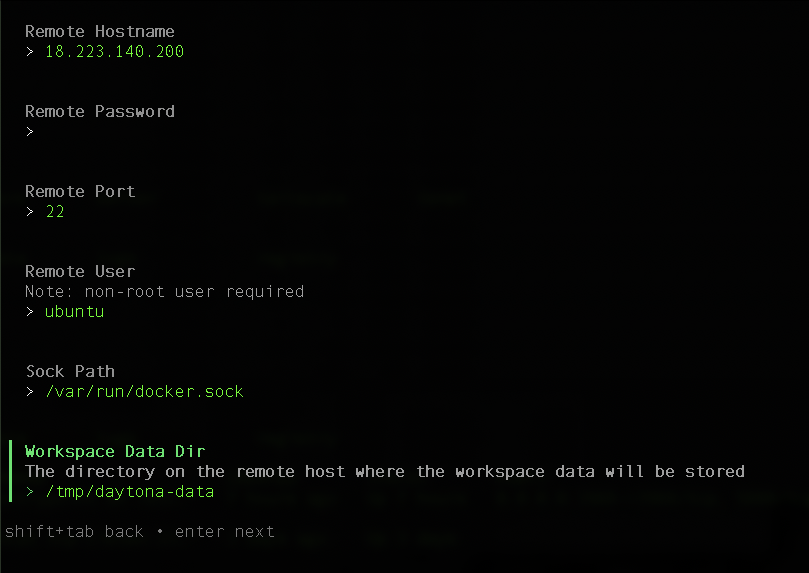 Remote Hostname
> 18.223.140.200
Remote Password
>
Remote Port
> 22
Remote User
Note: non-root user required
> ubuntu
Sock Path
> /var/run/docker.sock
Workspace Data Dir
The directory on the remote host where the workspace data will be stored
> /tmp/daytona-data
shift+tab back • enter next